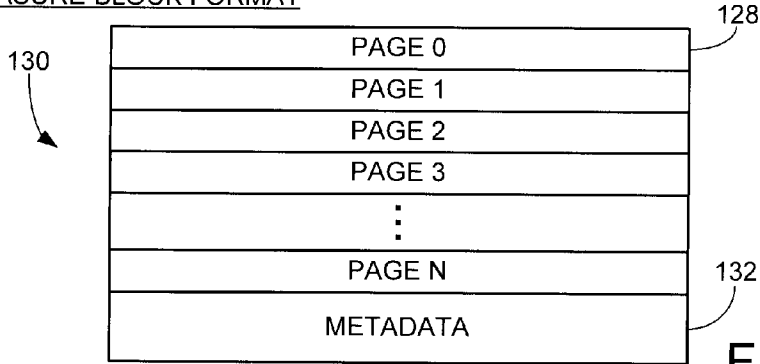 128
130
PAGE 0
PAGE 1
PAGE 2
PAGE 3
PAGE N
132
METADATA